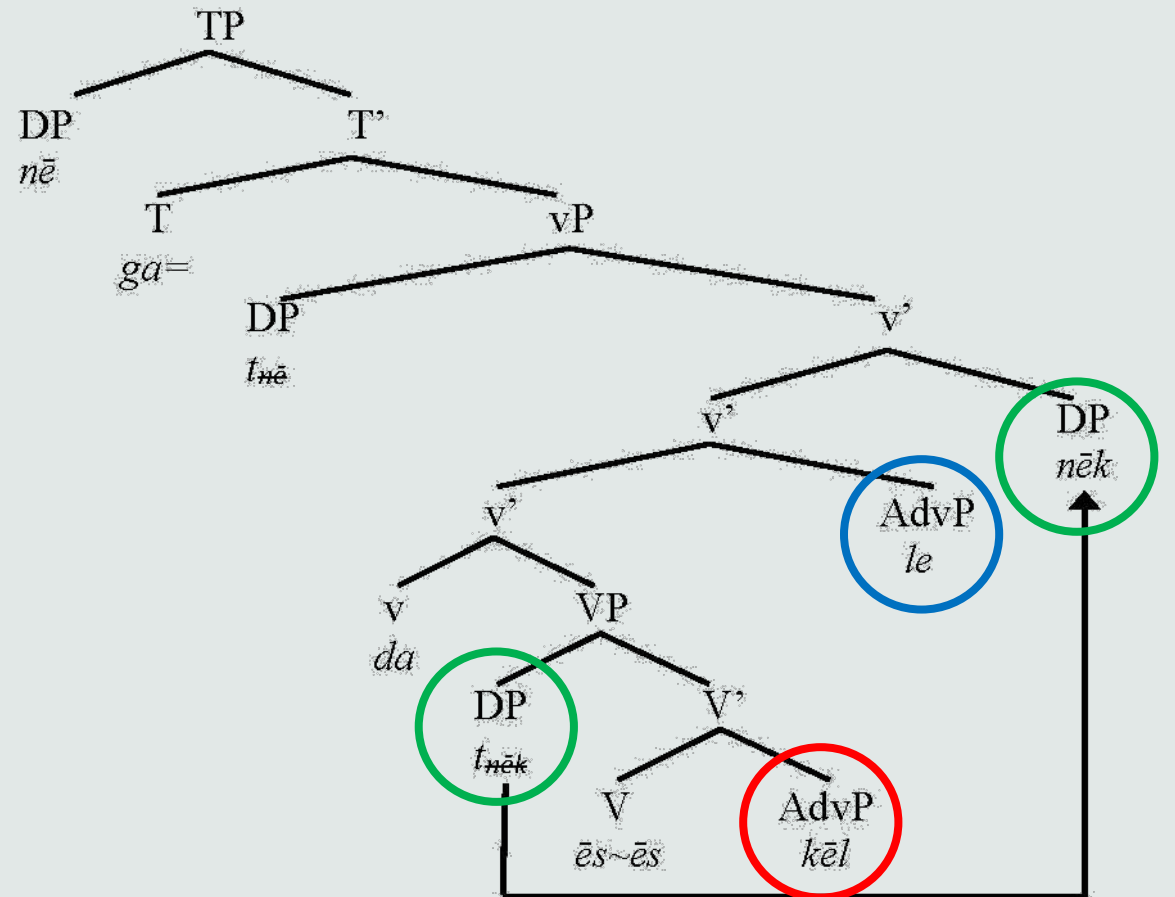 TP
DP T’
nē
T vP
ga=
DP v’
tnē
v’ DP
nēk
v’ AdvP
le
v VP
da
DP V’
tnēk
V AdvP
ēs~ēs kēl